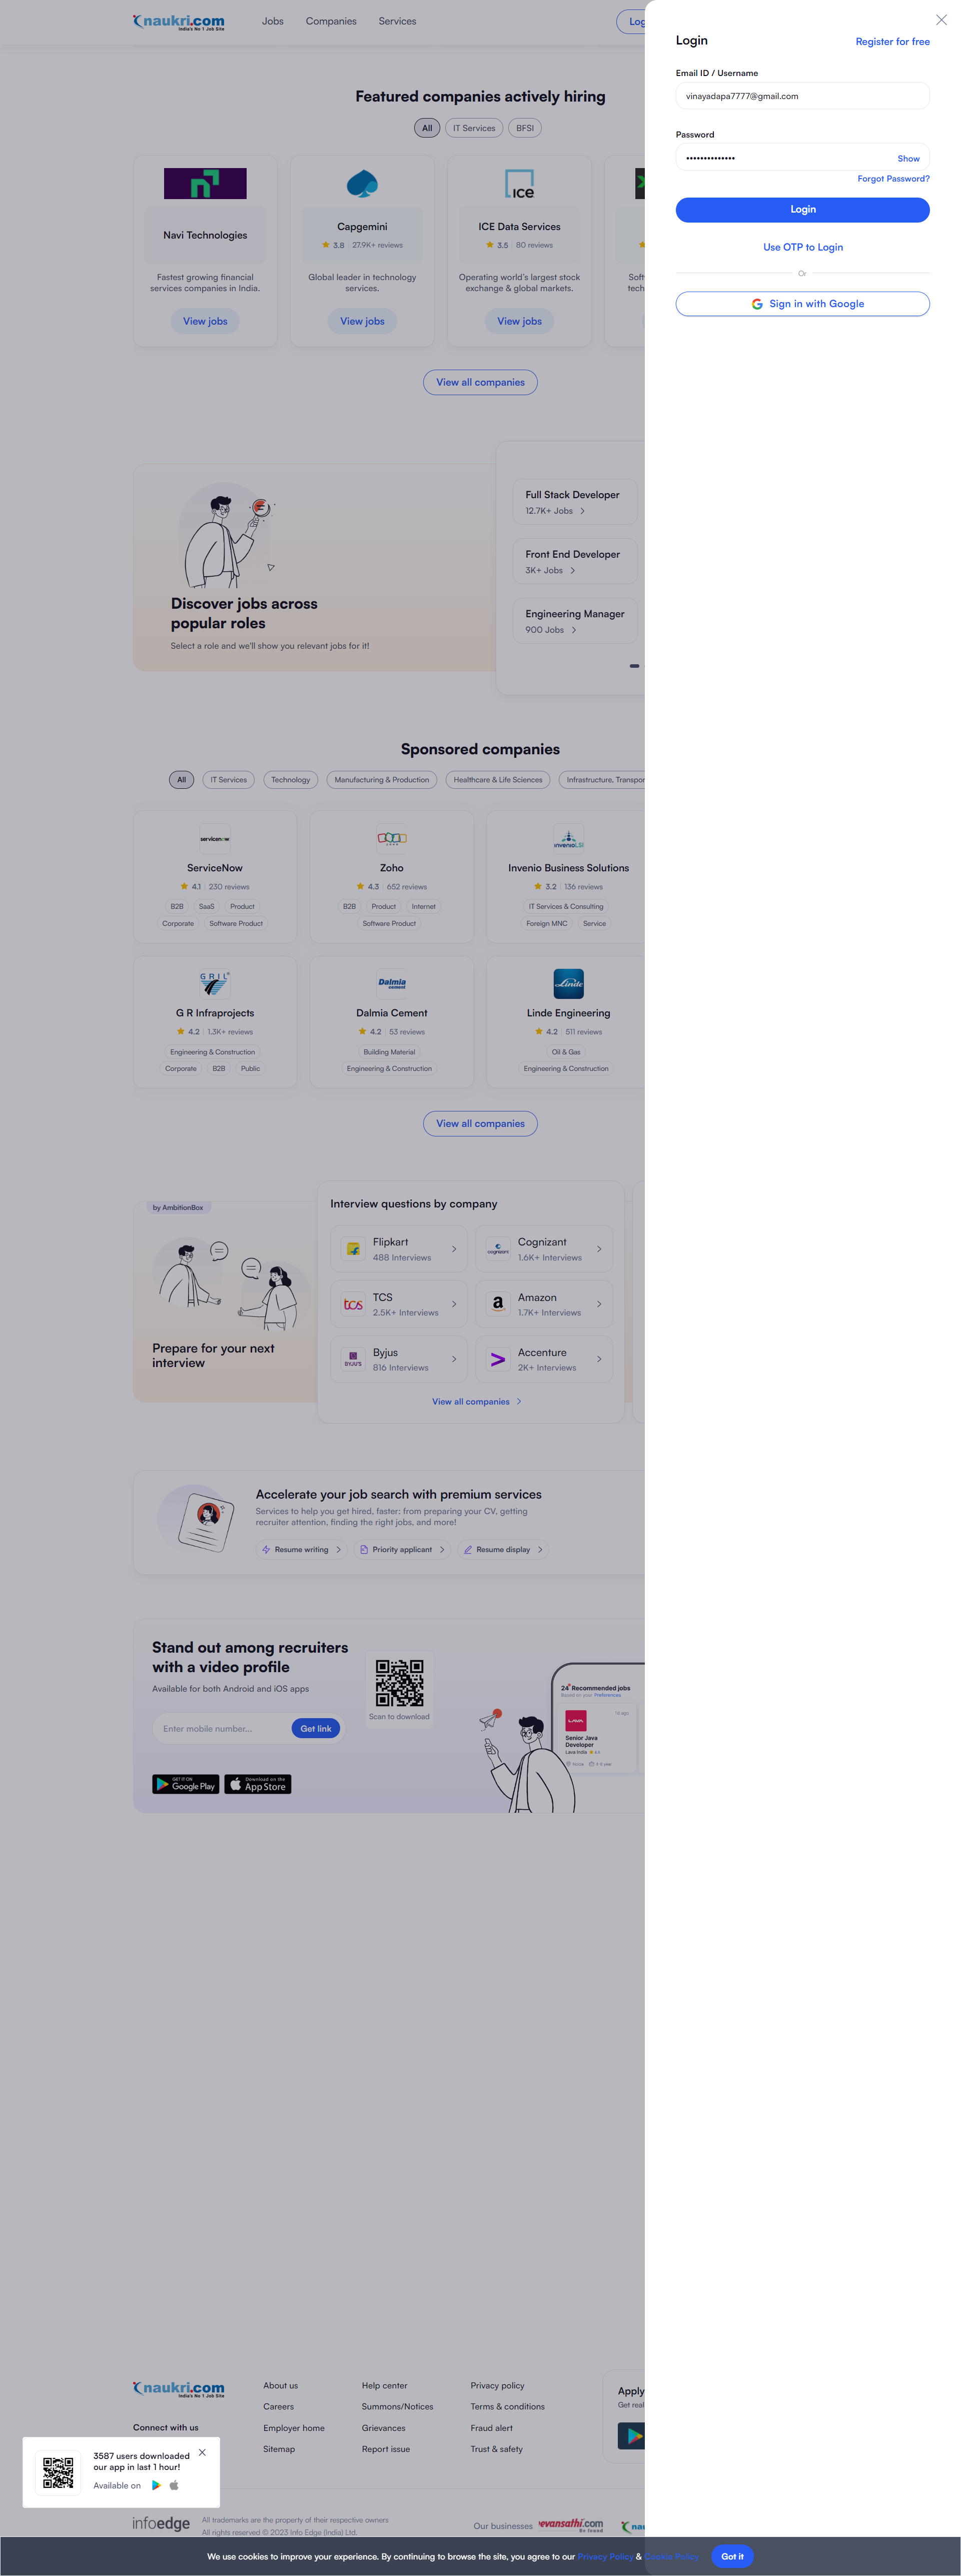 naukri.com
India's No 1 Job Site
Jobs
Companies
Services
Login
Register for free
Email ID / Username
vinayadapa7777@gmail.com
Password
••••••••••••••
Show
Forgot Password?
Login
Use OTP to Login
Or
Sign in with Google
Featured companies actively hiring
All
IT Services
BFSI
Navi Technologies
Fastest growing financial
services companies in India.
View jobs
Capgemini
3.8
27.9K+ reviews
Global leader in technology
services.
View jobs
ICE
ICE Data Services
3.5
80 reviews
Operating world's largest stock
exchange & global markets.
View jobs
View all companies
Discover jobs across
popular roles
Select a role and we'll show you relevant jobs for it!
Full Stack Developer
12.7K+ Jobs
Front End Developer
3K+ Jobs
Engineering Manager
900 Jobs
Sponsored companies
All
IT Services
Technology
Manufacturing & Production
Healthcare & Life Sciences
Infrastructure, Transpor
servicenow
ServiceNow
4.1
230 reviews
B2B
SaaS
Product
Corporate
Software Product
ZOHO
Zoho
4.3
652 reviews
B2B
Product
Internet
Software Product
invenioLSI
Invenio Business Solutions
3.2
136 reviews
IT Services & Consulting
Foreign MNC
Service
GRIL
G R Infraprojects
4.2
1.3K+ reviews
Engineering & Construction
Corporate
B2B
Public
Dalmia
cement
Dalmia Cement
4.2
53 reviews
Building Material
Engineering & Construction
Linde
Linde Engineering
4.2
511 reviews
Oil & Gas
Engineering & Construction
View all companies
by AmbitionBox
Prepare for your next
interview
Interview questions by company
Flipkart
488 Interviews
cognizant
Cognizant
1.6K+ Interviews
tcs
TCS
2.5K+ Interviews
a
Amazon
1.7K+ Interviews
BYJU'S
Byjus
816 Interviews
Accenture
2K+ Interviews
View all companies
Accelerate your job search with premium services
Services to help you get hired, faster: from preparing your CV, getting
recruiter attention, finding the right jobs, and more!
Resume writing
Priority applicant
Resume display
Stand out among recruiters
with a video profile
Available for both Android and iOS apps
Enter mobile number...
Get link
Scan to download
GET IT ON
Google Play
Download on the
App Store
24 Recommended jobs
Based on your Preferences
LAVA
Senior Java
Developer
Lava India
naukri.com
India's No 1 Job Site
Connect with us
About us
Careers
Employer home
Sitemap
Help center
Summons/Notices
Grievances
Report issue
Privacy policy
Terms & conditions
Fraud alert
Trust & safety
Apply
Get real
3587 users downloaded
our app in last 1 hour!
Available on
infoedge
All trademarks are the property of their respective owners
All rights reserved © 2023 Info Edge (India) Ltd.
Our businesses
We use cookies to improve your experience. By continuing to browse the site, you agree to our Privacy Policy & Cookie Policy.
Got it